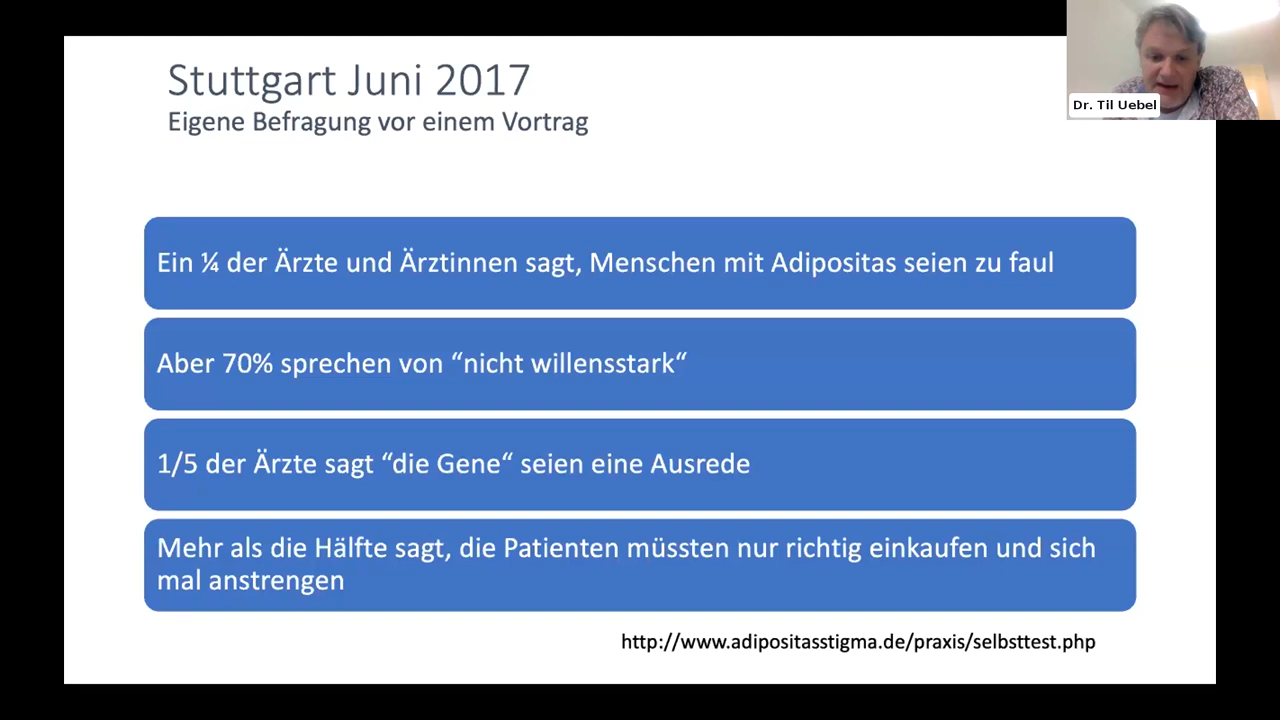 Stuttgart Juni 2017
Eigene Befragung vor einem Vortrag
Dr. Til Uebel
Ein ¼ der Ärzte und Ärztinnen sagt, Menschen mit Adipositas seien zu faul
Aber 70% sprechen von “nicht willensstark“
1/5 der Ärzte sagt “die Gene“ seien eine Ausrede
Mehr als die Hälfte sagt, die Patienten müssten nur richtig einkaufen und sich
mal anstrengen
http://www.adipositasstigma.de/praxis/selbsttest.php